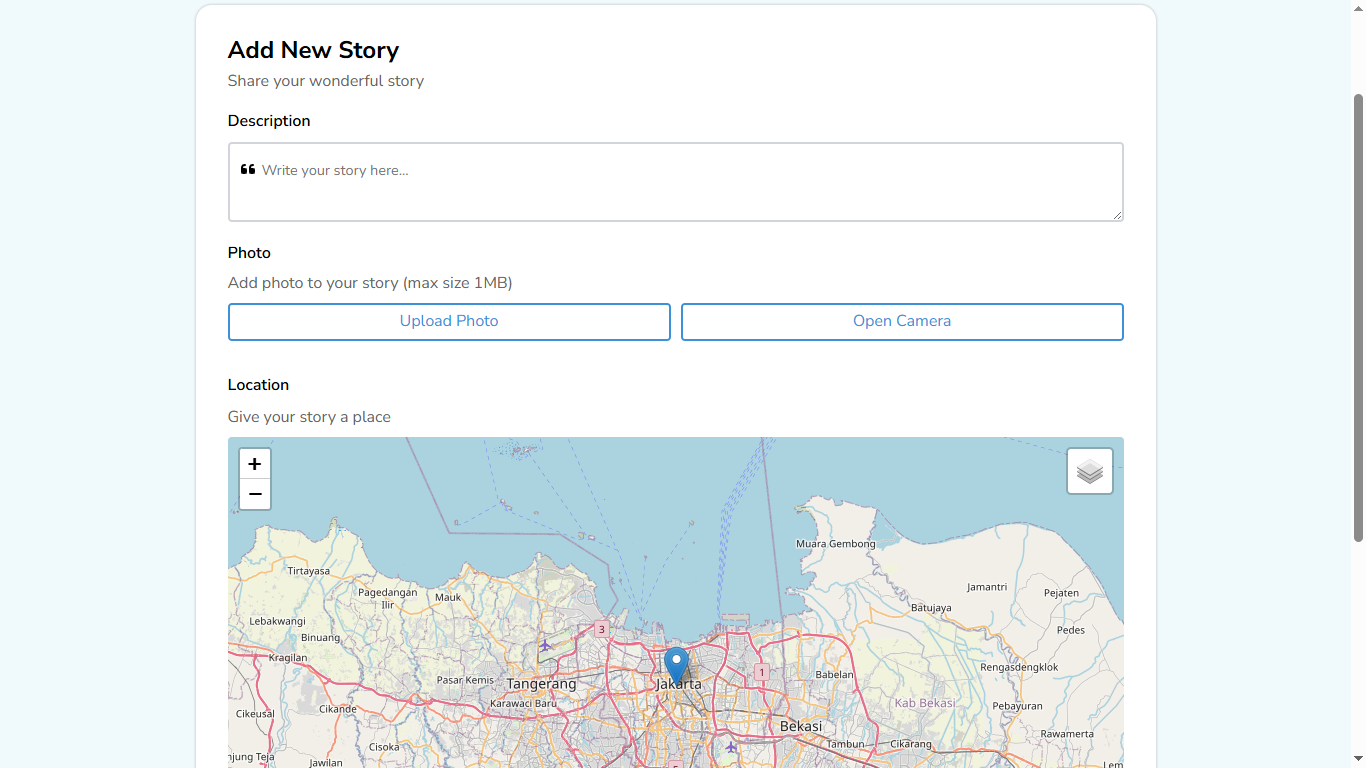 Add New Story
Share your wonderful story
Description
Write your story here...
Photo
Add photo to your story (max size 1MB)
Upload Photo
Open Camera
Location
Give your story a place
+
−
Muara Gembong
Tirtayasa
Pagedangan
Ilir
Mauk
Jamantri
Pejaten
Batujaya
Lebakwangi
Binuang
3
Pedes
Kragilan
Rengasdengklok
1
Babelan
Pasar Kemis
Tangerang
Jakarta
Karawaci Baru
Kab Bekasi
Pebayuran
Cikeusal
Cikande
Bekasi
Rawamerta
Cisoka
Tambun
Cikarang
njung Teja
Jawilan
5
Lem